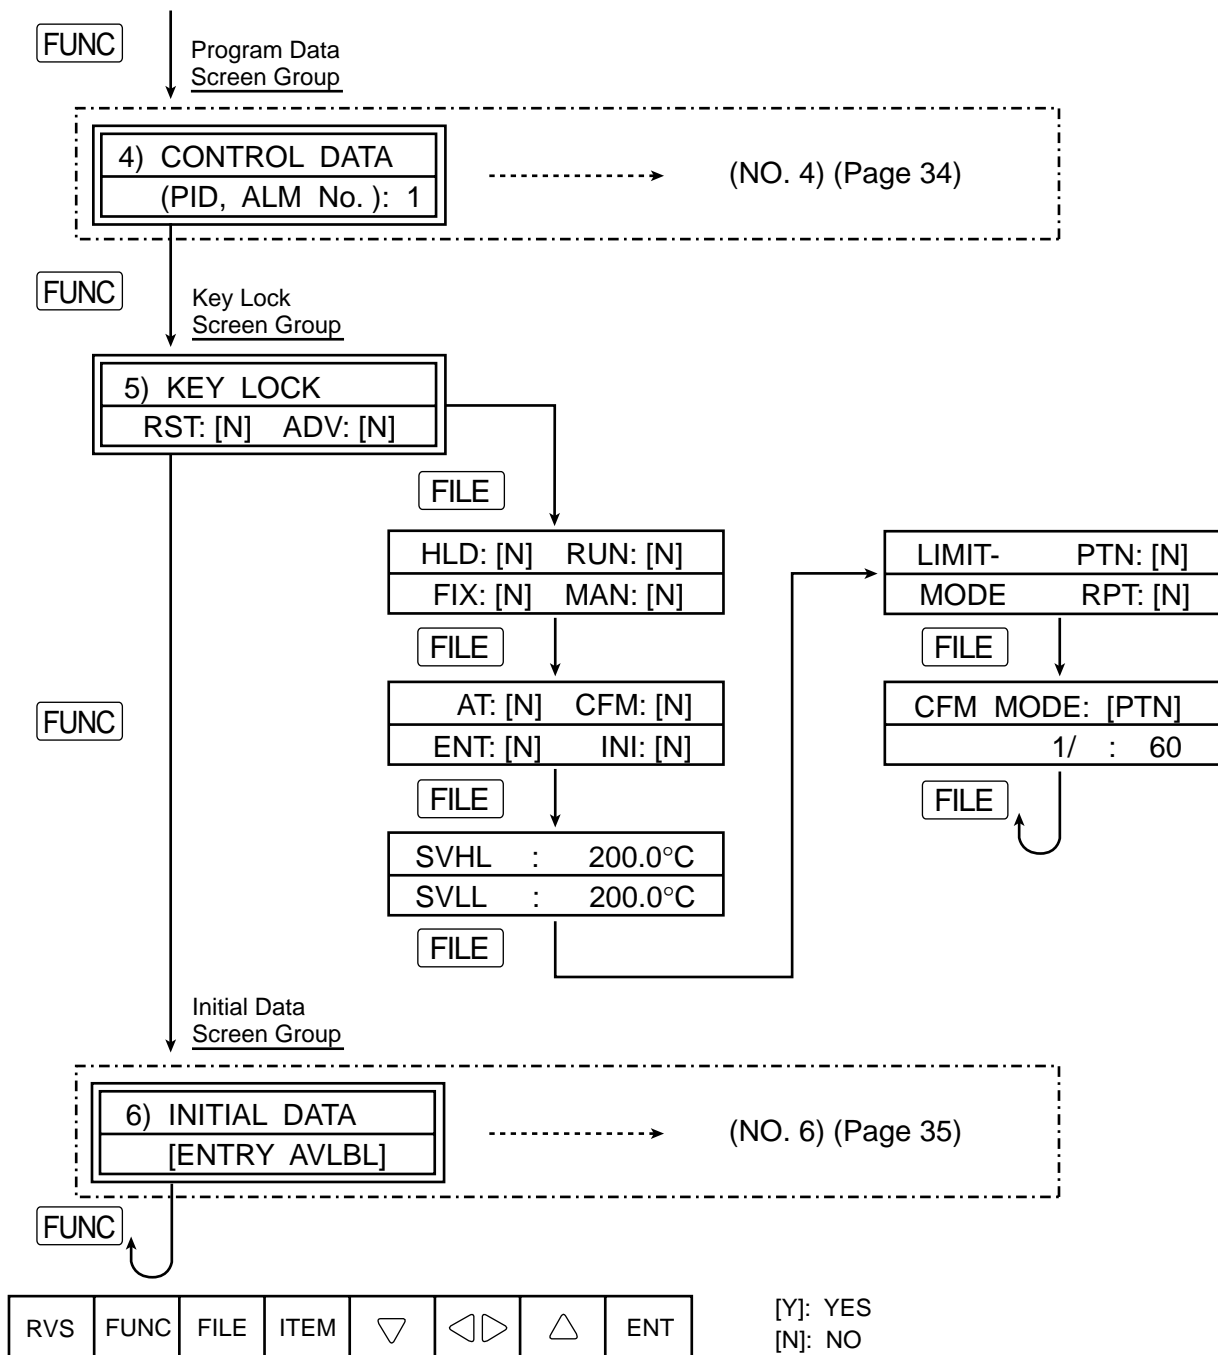 FUNC
Program Data
Screen Group
4) CONTROL DATA
(PID, ALM No. ): 1
(NO. 4) (Page 34)
FUNC
Key Lock
Screen Group
5) KEY LOCK
RST: [N] ADV: [N]
FILE
HLD: [N] RUN: [N]
FIX: [N] MAN: [N]
FILE
AT: [N] CFM: [N]
ENT: [N] INI: [N]
FILE
SVHL : 200.0°C
SVLL : 200.0°C
FILE
LIMIT- PTN: [N]
MODE RPT: [N]
FILE
CFM MODE: [PTN]
1/ : 60
FILE
FUNC
Initial Data
Screen Group
6) INITIAL DATA
[ENTRY AVLBL]
(NO. 6) (Page 35)
FUNC
RVS FUNC FILE ITEM ▽ ◁▷ △ ENT
[Y]: YES
[N]: NO